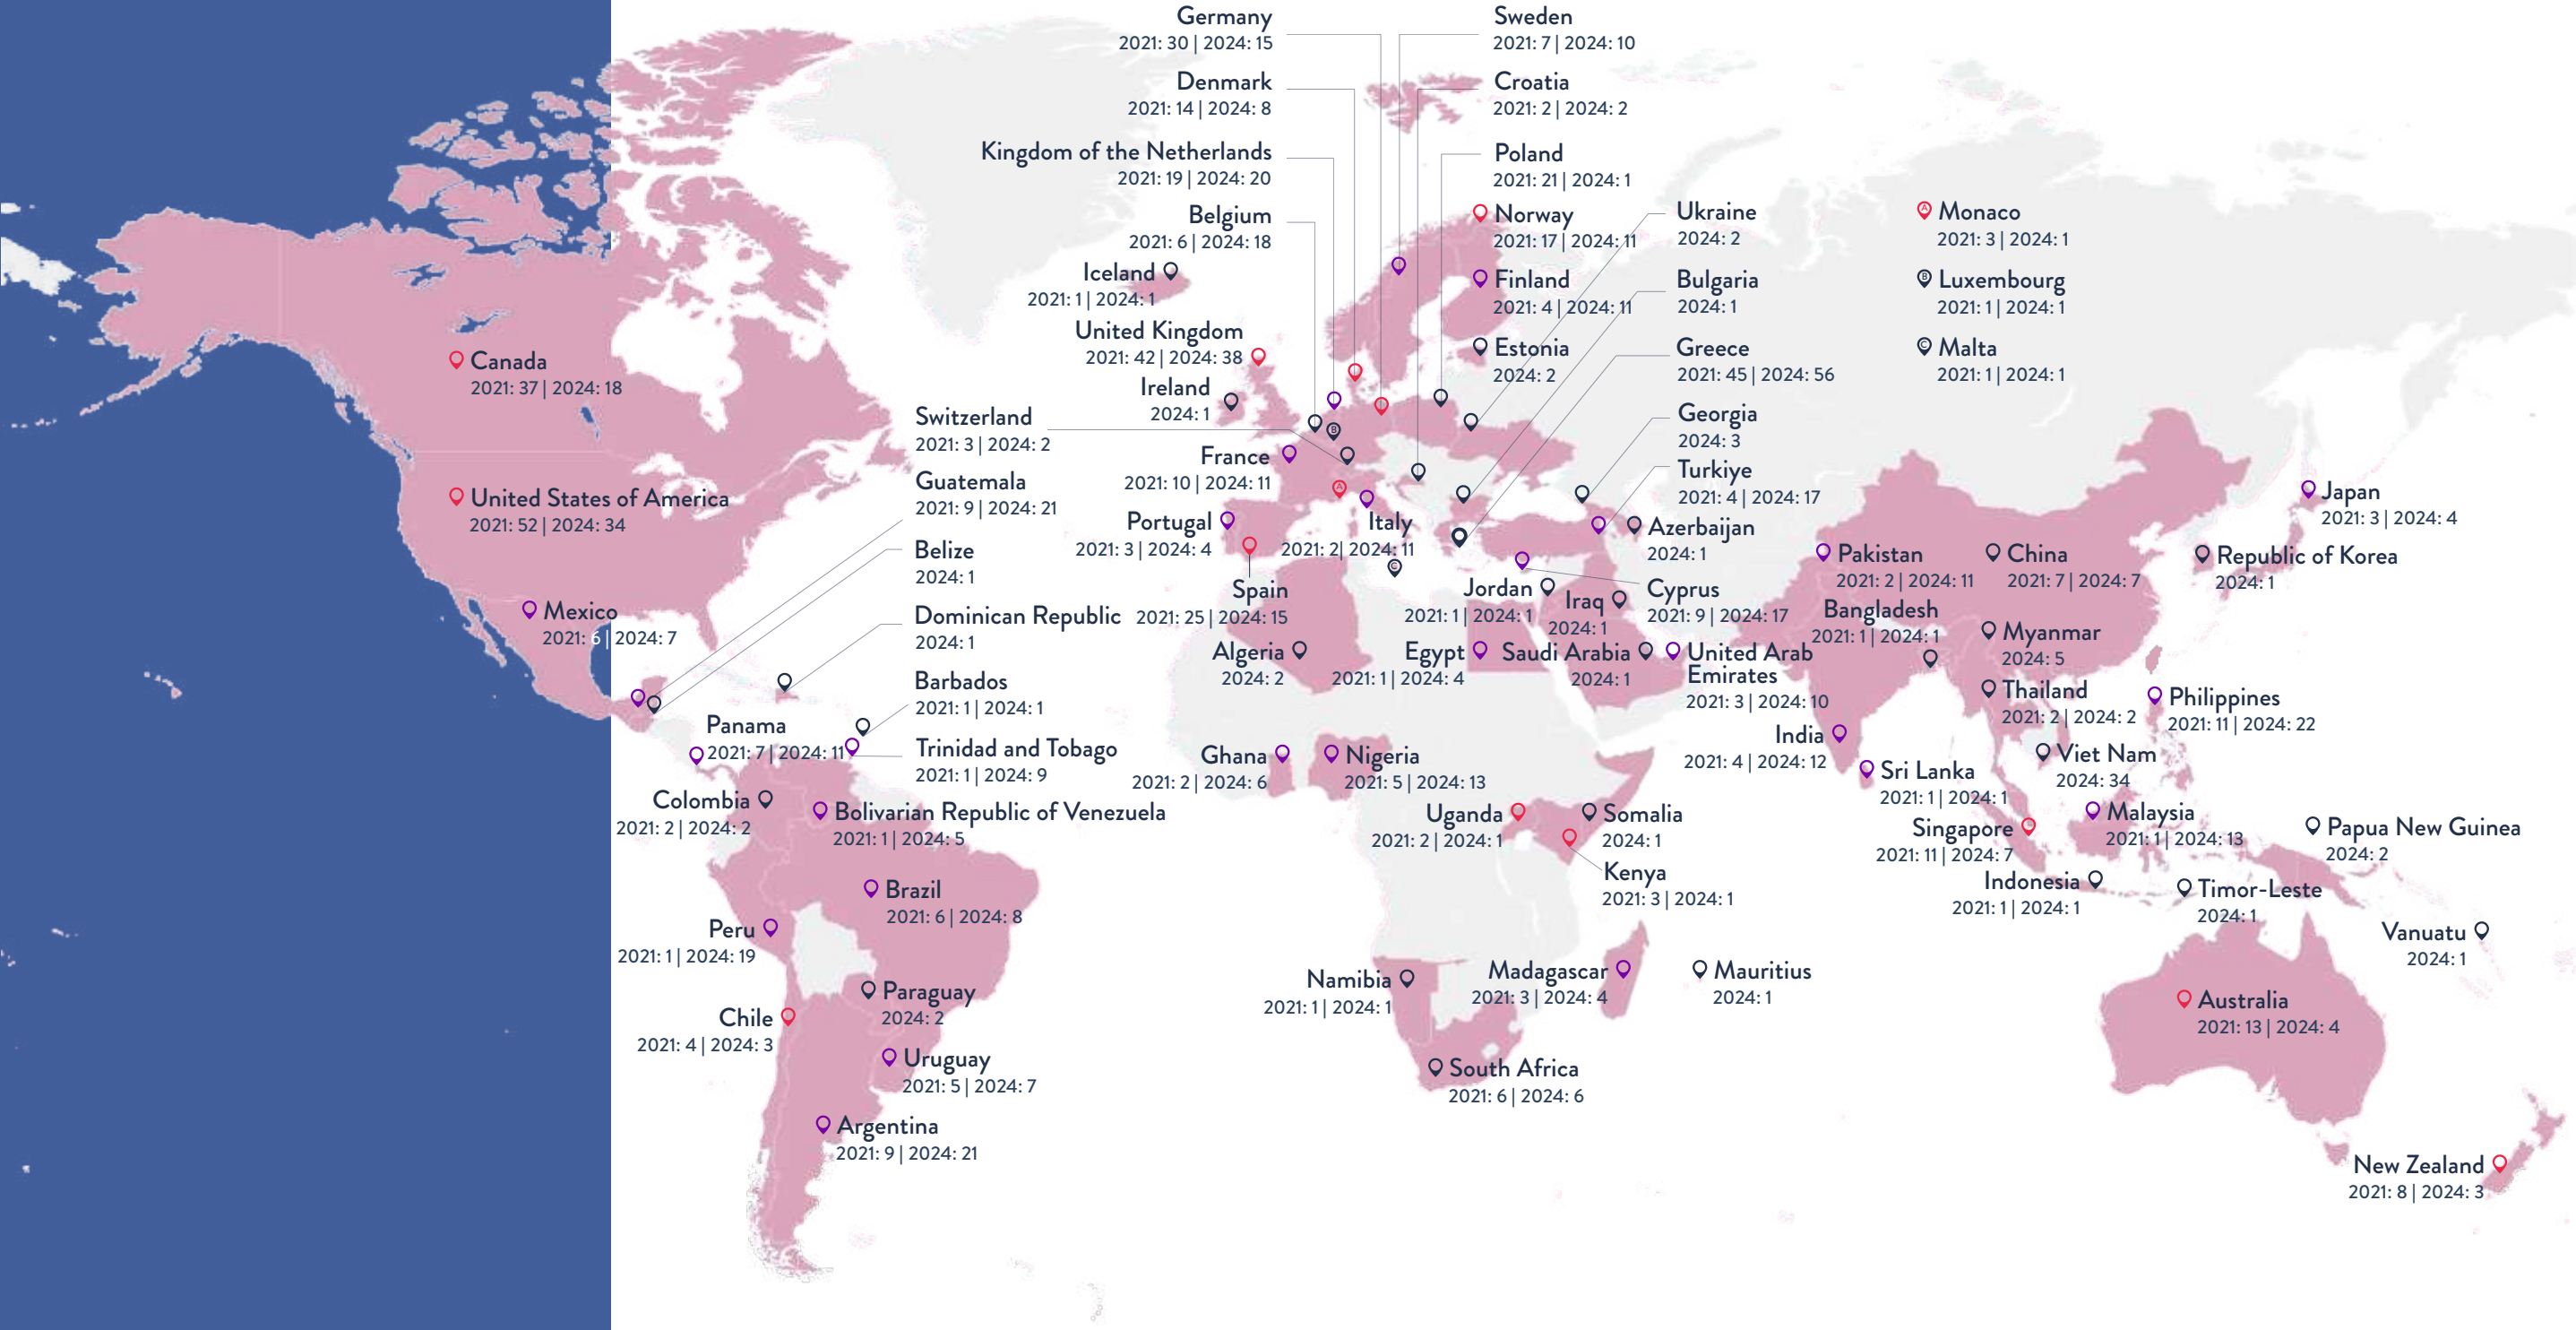 Germany
2021: 30 | 2024: 15
Sweden
2021: 7 | 2024: 10
Denmark
2021: 14 | 2024: 8
Croatia
2021: 2 | 2024: 2
Kingdom of the Netherlands
2021: 19 | 2024: 20
Poland
2021: 21 | 2024: 1
Belgium
2021: 6 | 2024: 18
Norway
2021: 17 | 2024: 11
Ukraine
2024: 2
A Monaco
2021: 3 | 2024: 1
Iceland
2021: 1 | 2024: 1
Finland
2021: 4 | 2024: 11
Bulgaria
2024: 1
B Luxembourg
2021: 1 | 2024: 1
United Kingdom
2021: 42 | 2024: 38
Estonia
2024: 2
Greece
2021: 45 | 2024: 56
C Malta
2021: 1 | 2024: 1
Canada
2021: 37 | 2024: 18
Ireland
2024: 1
Switzerland
2021: 3 | 2024: 2
B
Georgia
2024: 3
France
2021: 10 | 2024: 11
Turkiye
2021: 4 | 2024: 17
Guatemala
2021: 9 | 2024: 21
A
United States of America
2021: 52 | 2024: 34
Portugal
2021: 3 | 2024: 4
Italy
2021: 2| 2024: 11
C
Azerbaijan
2024: 1
Japan
2021: 3 | 2024: 4
Belize
2024: 1
Pakistan
2021: 2 | 2024: 11
China
2021: 7 | 2024: 7
Republic of Korea
2024: 1
Spain
2021: 25 | 2024: 15
Jordan
2021: 1 | 2024: 1
Iraq
2024: 1
Cyprus
2021: 9 | 2024: 17
Bangladesh
2021: 1 | 2024: 1
Mexico
2021: 6 | 2024: 7
Dominican Republic
2024: 1
Myanmar
2024: 5
Algeria
2024: 2
Egypt
2021: 1 | 2024: 4
Saudi Arabia
2024: 1
United Arab
Emirates
2021: 3 | 2024: 10
Barbados
2021: 1 | 2024: 1
Thailand
2021: 2 | 2024: 2
Philippines
2021: 11 | 2024: 22
Panama
2021: 7 | 2024: 11
Trinidad and Tobago
2021: 1 | 2024: 9
Ghana
2021: 2 | 2024: 6
Nigeria
2021: 5 | 2024: 13
India
2021: 4 | 2024: 12
Viet Nam
2024: 34
Sri Lanka
2021: 1 | 2024: 1
Colombia
2021: 2 | 2024: 2
Bolivarian Republic of Venezuela
2021: 1 | 2024: 5
Uganda
2021: 2 | 2024: 1
Somalia
2024: 1
Singapore
2021: 11 | 2024: 7
Malaysia
2021: 1 | 2024: 13
Papua New Guinea
2024: 2
Kenya
2021: 3 | 2024: 1
Brazil
2021: 6 | 2024: 8
Indonesia
2021: 1 | 2024: 1
Timor-Leste
2024: 1
Peru
2021: 1 | 2024: 19
Vanuatu
2024: 1
Namibia
2021: 1 | 2024: 1
Madagascar
2021: 3 | 2024: 4
Mauritius
2024: 1
Paraguay
2024: 2
Australia
2021: 13 | 2024: 4
Chile
2021: 4 | 2024: 3
Uruguay
2021: 5 | 2024: 7
South Africa
2021: 6 | 2024: 6
Argentina
2021: 9 | 2024: 21
New Zealand
2021: 8 | 2024: 3